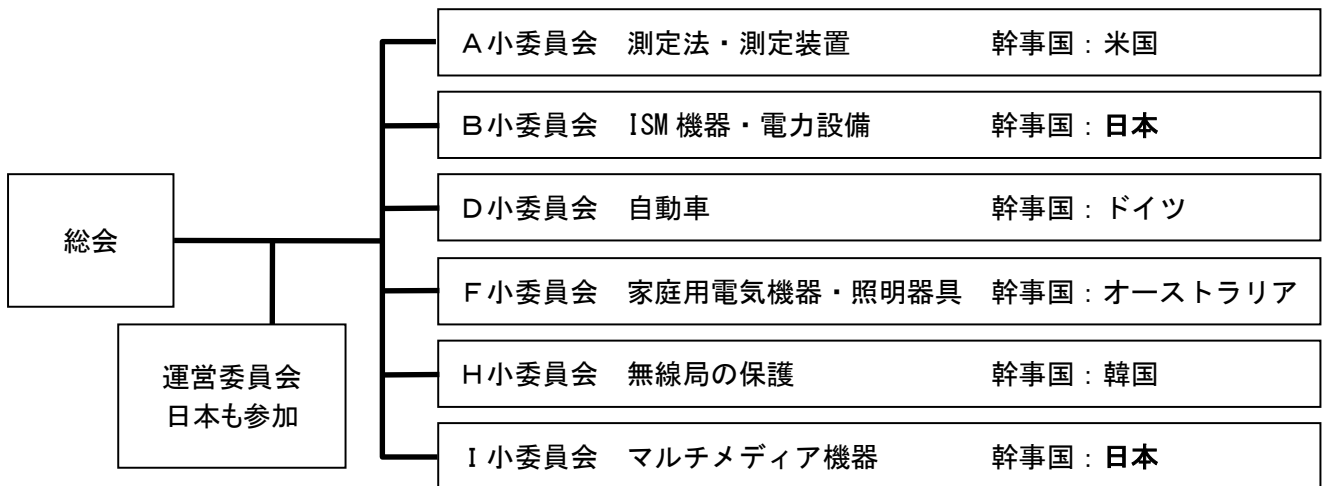 A小委員会 測定法・測定装置 幹事国：米国
B小委員会 ISM機器・電力設備 幹事国：日本
D小委員会 自動車 幹事国：ドイツ
F小委員会 家庭用電気機器・照明器具 幹事国：オーストラリア
H小委員会 無線局の保護 幹事国：韓国
I小委員会 マルチメディア機器 幹事国：日本
総会
運営委員会
日本も参加